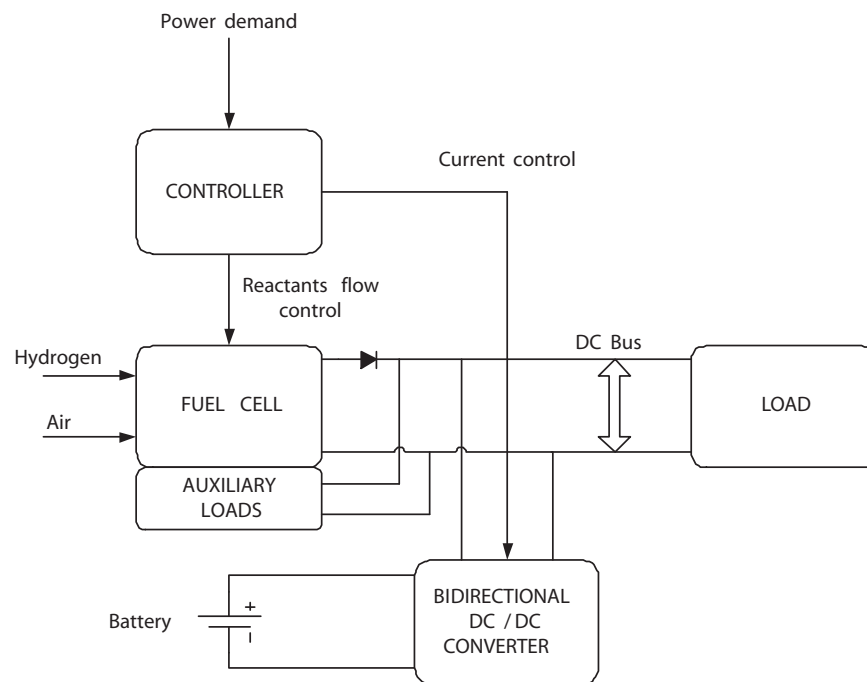 Power demand
CONTROLLER
Current control
Reactants flow
control
Hydrogen
Air
FUEL CELL
DC Bus
LOAD
AUXILIARY
LOADS
Battery
+
BIDIRECTIONAL
DC / DC
CONVERTER